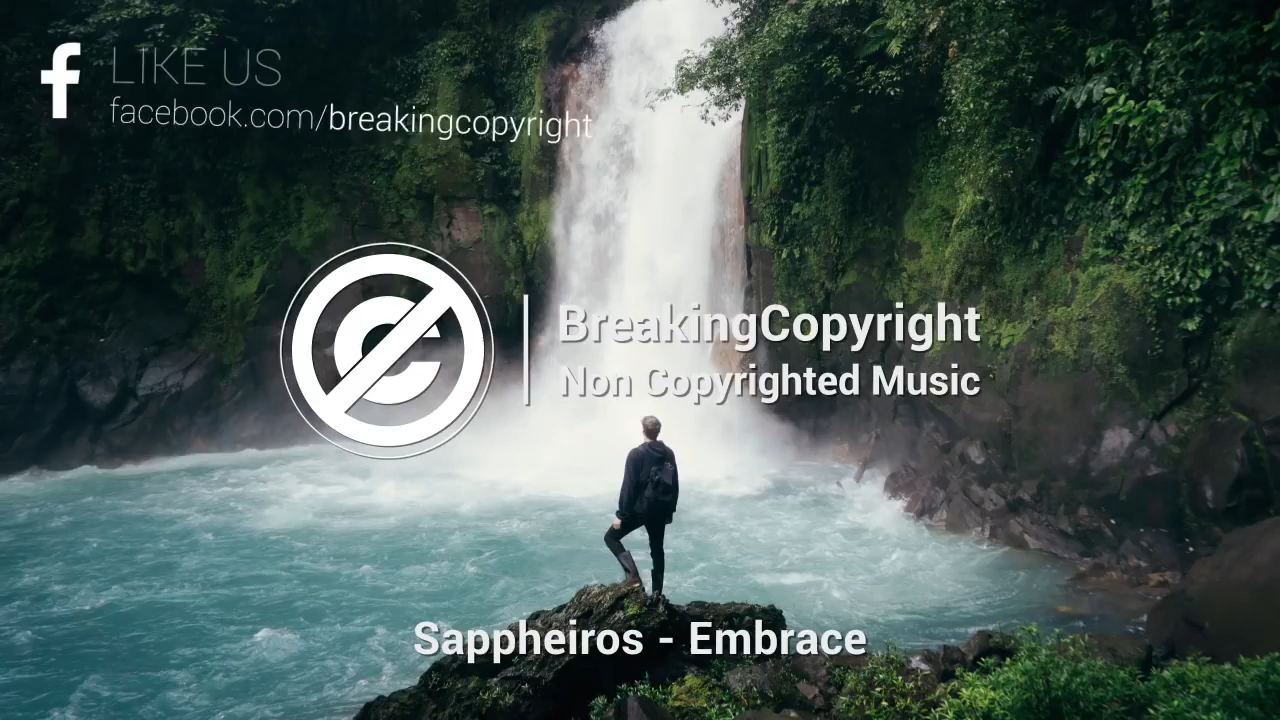 LIKE US
facebook.com/breakingcopyright
BreakingCopyright
Non Copyrighted Music
Sappheiros - Embrace